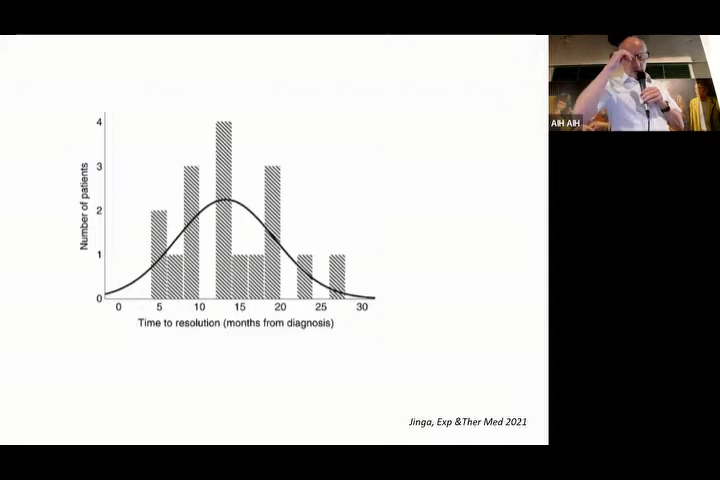 4
3
2
1
0
Number of patients
0 5 10 15 20 25 30
Time to resolution (months from diagnosis)
Jinga, Exp &Ther Med 2021
AIH AIH